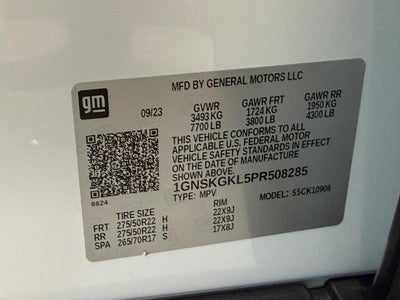 MFD BY GENERAL MOTORS LLC
gm
09/23 GVWR GAWR FRT GAWR RR
3493 KG 1724 KG 1950 KG
7700 LB 3800 LB 4300 LB
THIS VEHICLE CONFORMS TO ALL
APPLICABLE U.S. FEDERAL MOTOR
VEHICLE SAFETY STANDARDS IN EFFECT
ON THE DATE OF MANUFACTURE
SHOWN ABOVE.
1GNSKGKL5PR508285
8624 TYPE: MPV MODEL: 5SCK10906
TIRE SIZE RIM
FRT 275/50R22 H 22X9J
RR 275/50R22 H 22X9J
SPA 265/70R17 S 17X8J